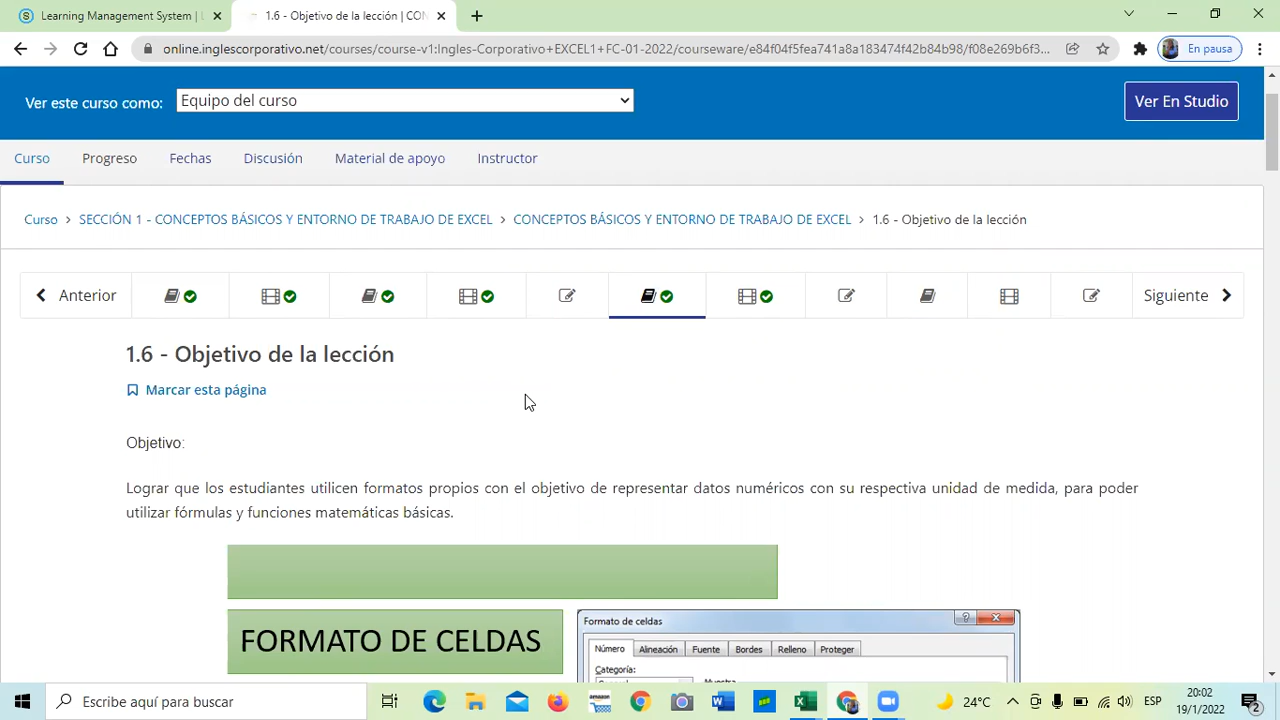 Learning Management System | L
1.6 - Objetivo de la lección | CON
online.inglescorporativo.net/courses/course-v1:Ingles-Corporativo+EXCEL1+FC-01-2022/courseware/e84f04f5fea741a8a183474f42b84b98/f08e269b6f3...
En pausa
Ver este curso como:
Equipo del curso
Ver En Studio
Curso
Progreso
Fechas
Discusión
Material de apoyo
Instructor
Curso > SECCIÓN 1 - CONCEPTOS BÁSICOS Y ENTORNO DE TRABAJO DE EXCEL > CONCEPTOS BÁSICOS Y ENTORNO DE TRABAJO DE EXCEL > 1.6 - Objetivo de la lección
Anterior
Siguiente
1.6 - Objetivo de la lección
Marcar esta página
Objetivo:
Lograr que los estudiantes utilicen formatos propios con el objetivo de representar datos numéricos con su respectiva unidad de medida, para poder
utilizar fórmulas y funciones matemáticas básicas.
FORMATO DE CELDAS
Formato de celdas
Número
Alineación
Fuente
Bordes
Relleno
Proteger
Categoría:
Muestra
Escribe aquí para buscar
24°C
ESP
20:02
19/1/2022
2